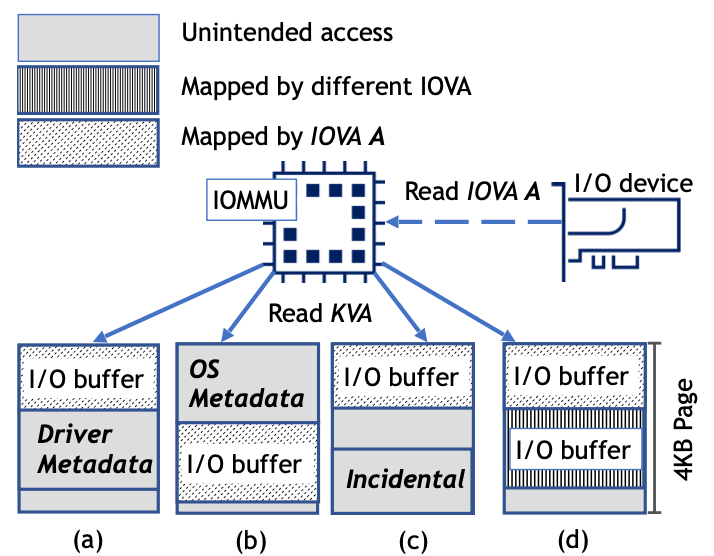 Unintended access
Mapped by different IOVA
Mapped by IOVA A
IOMMU
Read IOVA A
I/O device
Read KVA
I/O buffer
Driver
Metadata
(a)
OS
Metadata
I/O buffer
(b)
I/O buffer
Incidental
(c)
I/O buffer
I/O buffer
(d)
4KB Page